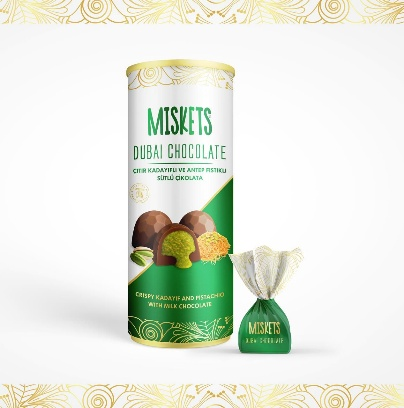 MISKETS
DUBAI CHOCOLATE
ÇITIR KADAYIFLI VE ANTEP FISTIKLI
SÜTLÜ ÇİKOLATA
CRISPY KADAYIF AND PISTACHIO
WITH MILK CHOCOLATE
MISKETS
DUBAI CHOCOLATE